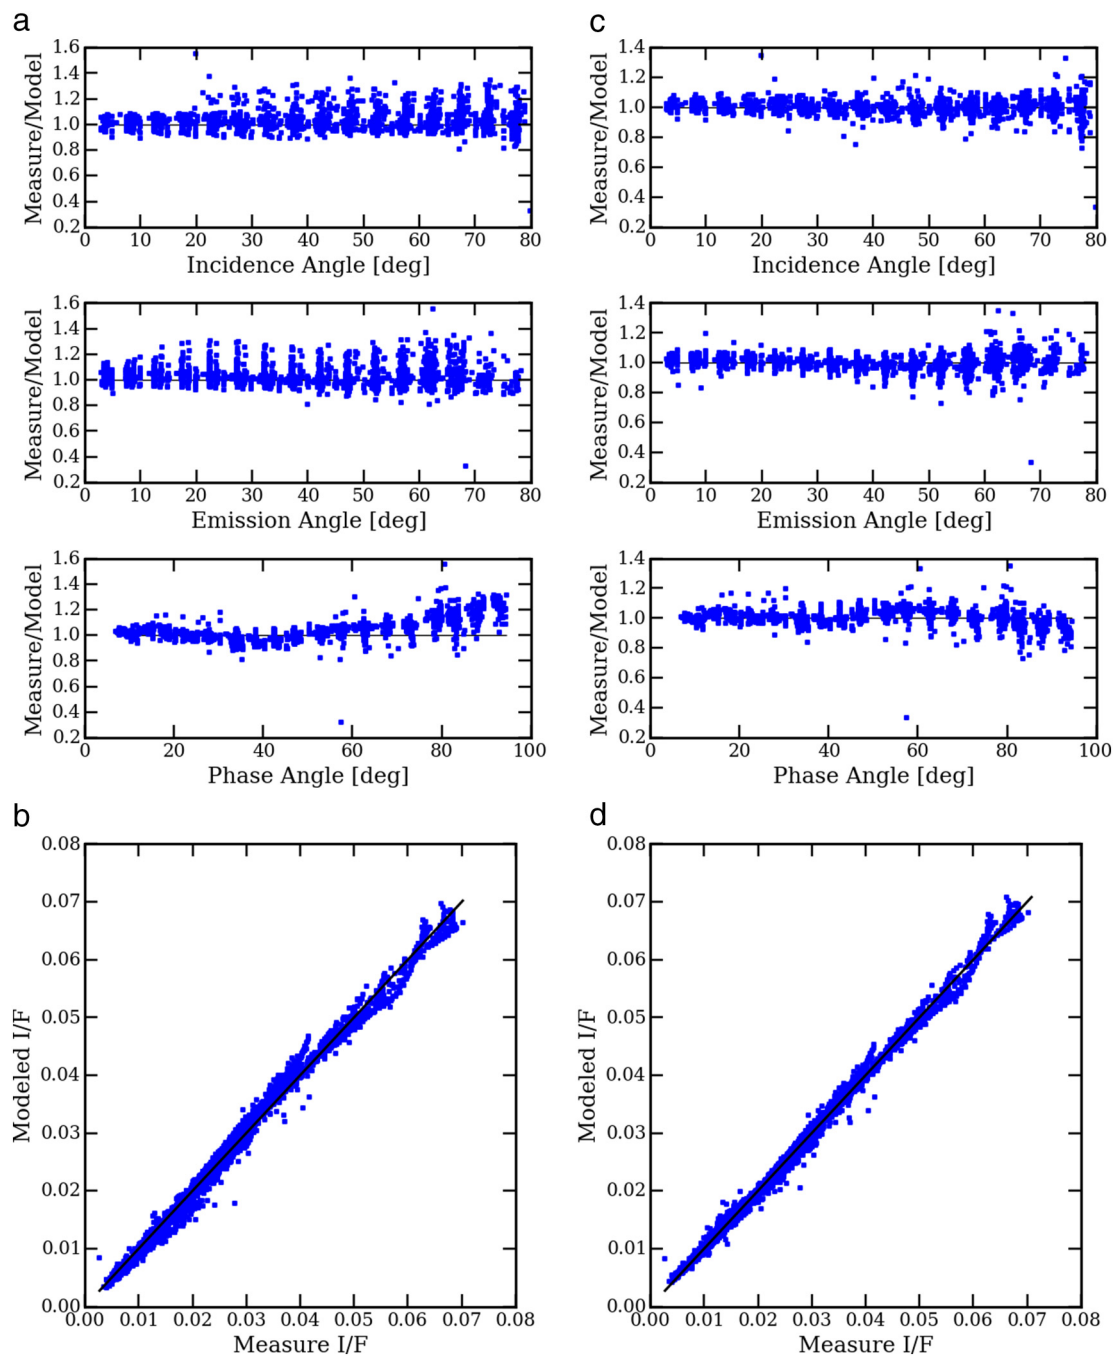 a
1.6
1.4
1.2
1.0
0.8
0.6
0.4
0.2
Measure/Model
0 10 20 30 40 50 60 70 80
Incidence Angle [deg]
1.6
1.4
1.2
1.0
0.8
0.6
0.4
0.2
Measure/Model
0 10 20 30 40 50 60 70 80
Emission Angle [deg]
1.6
1.4
1.2
1.0
0.8
0.6
0.4
0.2
Measure/Model
0 20 40 60 80 100
Phase Angle [deg]
b
0.08
0.07
0.06
0.05
0.04
0.03
0.02
0.01
0.00
Modeled I/F
0.00 0.01 0.02 0.03 0.04 0.05 0.06 0.07 0.08
Measure I/F
c
1.4
1.2
1.0
0.8
0.6
0.4
0.2
Measure/Model
0 10 20 30 40 50 60 70 80
Incidence Angle [deg]
1.4
1.2
1.0
0.8
0.6
0.4
0.2
Measure/Model
0 10 20 30 40 50 60 70 80
Emission Angle [deg]
1.4
1.2
1.0
0.8
0.6
0.4
0.2
Measure/Model
0 20 40 60 80 100
Phase Angle [deg]
d
0.08
0.07
0.06
0.05
0.04
0.03
0.02
0.01
0.00
Modeled I/F
0.00 0.01 0.02 0.03 0.04 0.05 0.06 0.07 0.08
Measure I/F